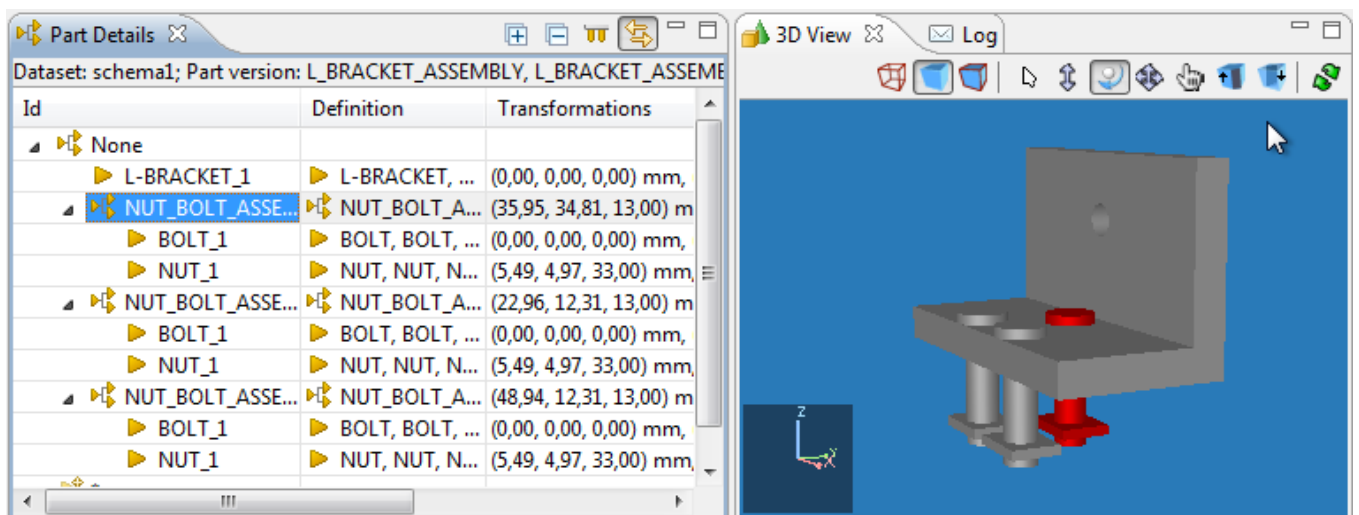 Part Details
3D View
Log
Dataset: schema1; Part version: L_BRACKET_ASSEMBLY, L_BRACKET_ASSEME
Id Definition Transformations
None
L-BRACKET_1 L-BRACKET, ... (0,00, 0,00, 0,00) mm,
NUT_BOLT_ASSE... NUT_BOLT_A... (35,95, 34,81, 13,00) m
BOLT_1 BOLT, BOLT, ... (0,00, 0,00, 0,00) mm,
NUT_1 NUT, NUT, N... (5,49, 4,97, 33,00) mm,
NUT_BOLT_ASSE... NUT_BOLT_A... (22,96, 12,31, 13,00) m
BOLT_1 BOLT, BOLT, ... (0,00, 0,00, 0,00) mm,
NUT_1 NUT, NUT, N... (5,49, 4,97, 33,00) mm,
NUT_BOLT_ASSE... NUT_BOLT_A... (48,94, 12,31, 13,00) m
BOLT_1 BOLT, BOLT, ... (0,00, 0,00, 0,00) mm,
NUT_1 NUT, NUT, N... (5,49, 4,97, 33,00) mm,
Z
Y
X